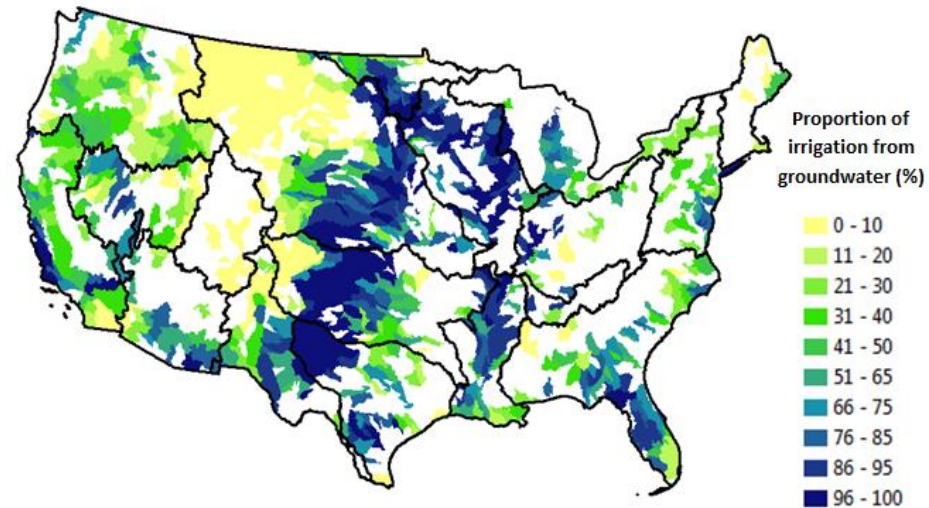 Proportion of
irrigation from
groundwater (%)
0 - 10
11 - 20
21 - 30
31 - 40
41 - 50
51 - 65
66 - 75
76 - 85
86 - 95
96 - 100